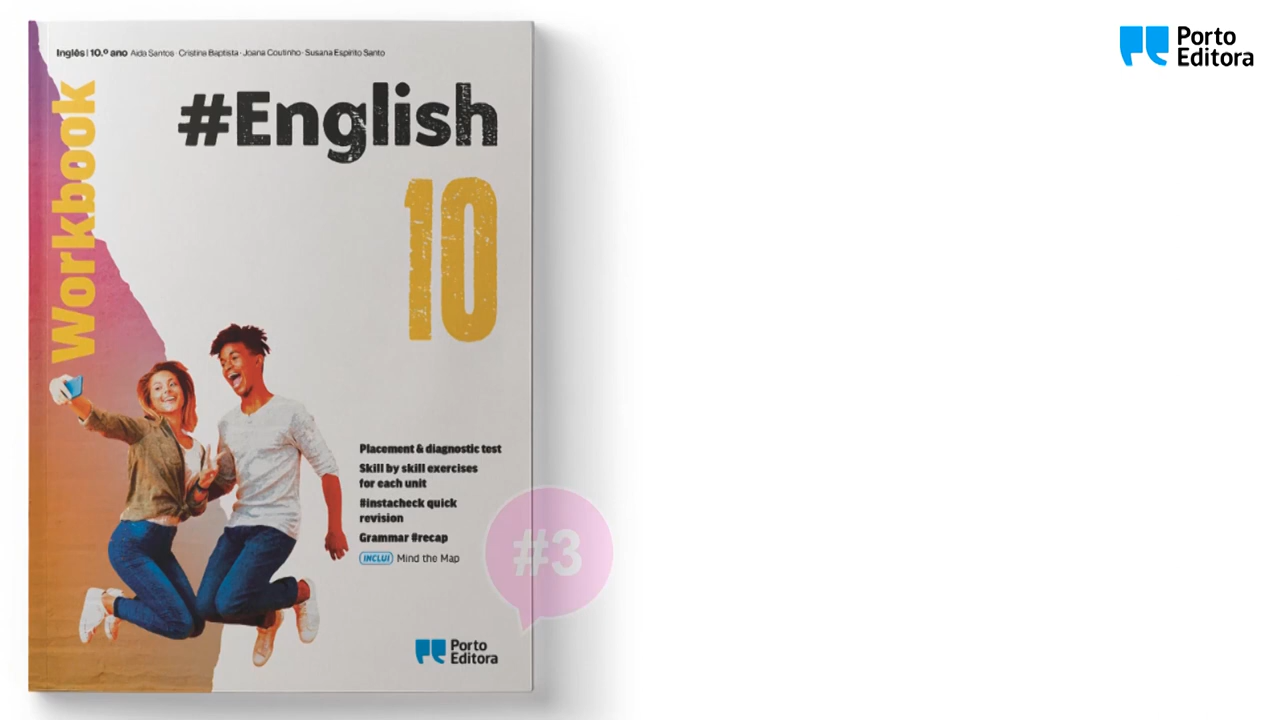 Inglês | 10.º ano Aida Santos · Cristina Baptista · Joana Coutinho · Susana Espírito Santo
Workbook
#English
10
Placement & diagnostic test
Skill by skill exercises
for each unit
#instacheck quick
revision
Grammar #recap
INCLUI Mind the Map
#3
Porto
Editora
Porto
Editora